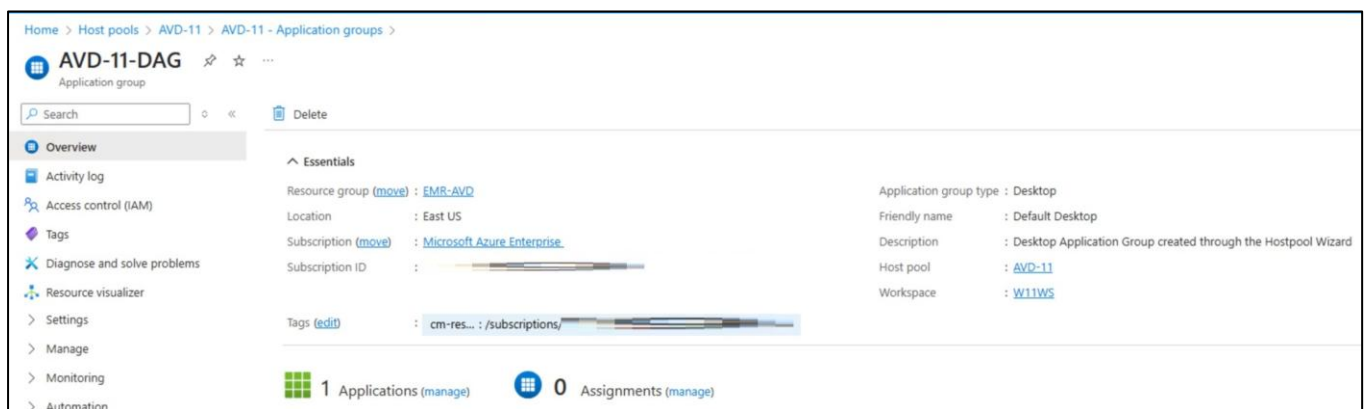 Home > Host pools > AVD-11 > AVD-11 - Application groups >
AVD-11-DAG ...
Application group
Search
Delete
Overview
Activity log
Access control (IAM)
Tags
Diagnose and solve problems
Resource visualizer
> Settings
> Manage
> Monitoring
> Automation
Essentials
Resource group (move) : EMR-AVD
Location : East US
Subscription (move) : Microsoft Azure Enterprise
Subscription ID :
Tags (edit) : cm-res... : /subscriptions/
Application group type : Desktop
Friendly name : Default Desktop
Description : Desktop Application Group created through the Hostpool Wizard
Host pool : AVD-11
Workspace : W11WS
1 Applications (manage)
0 Assignments (manage)